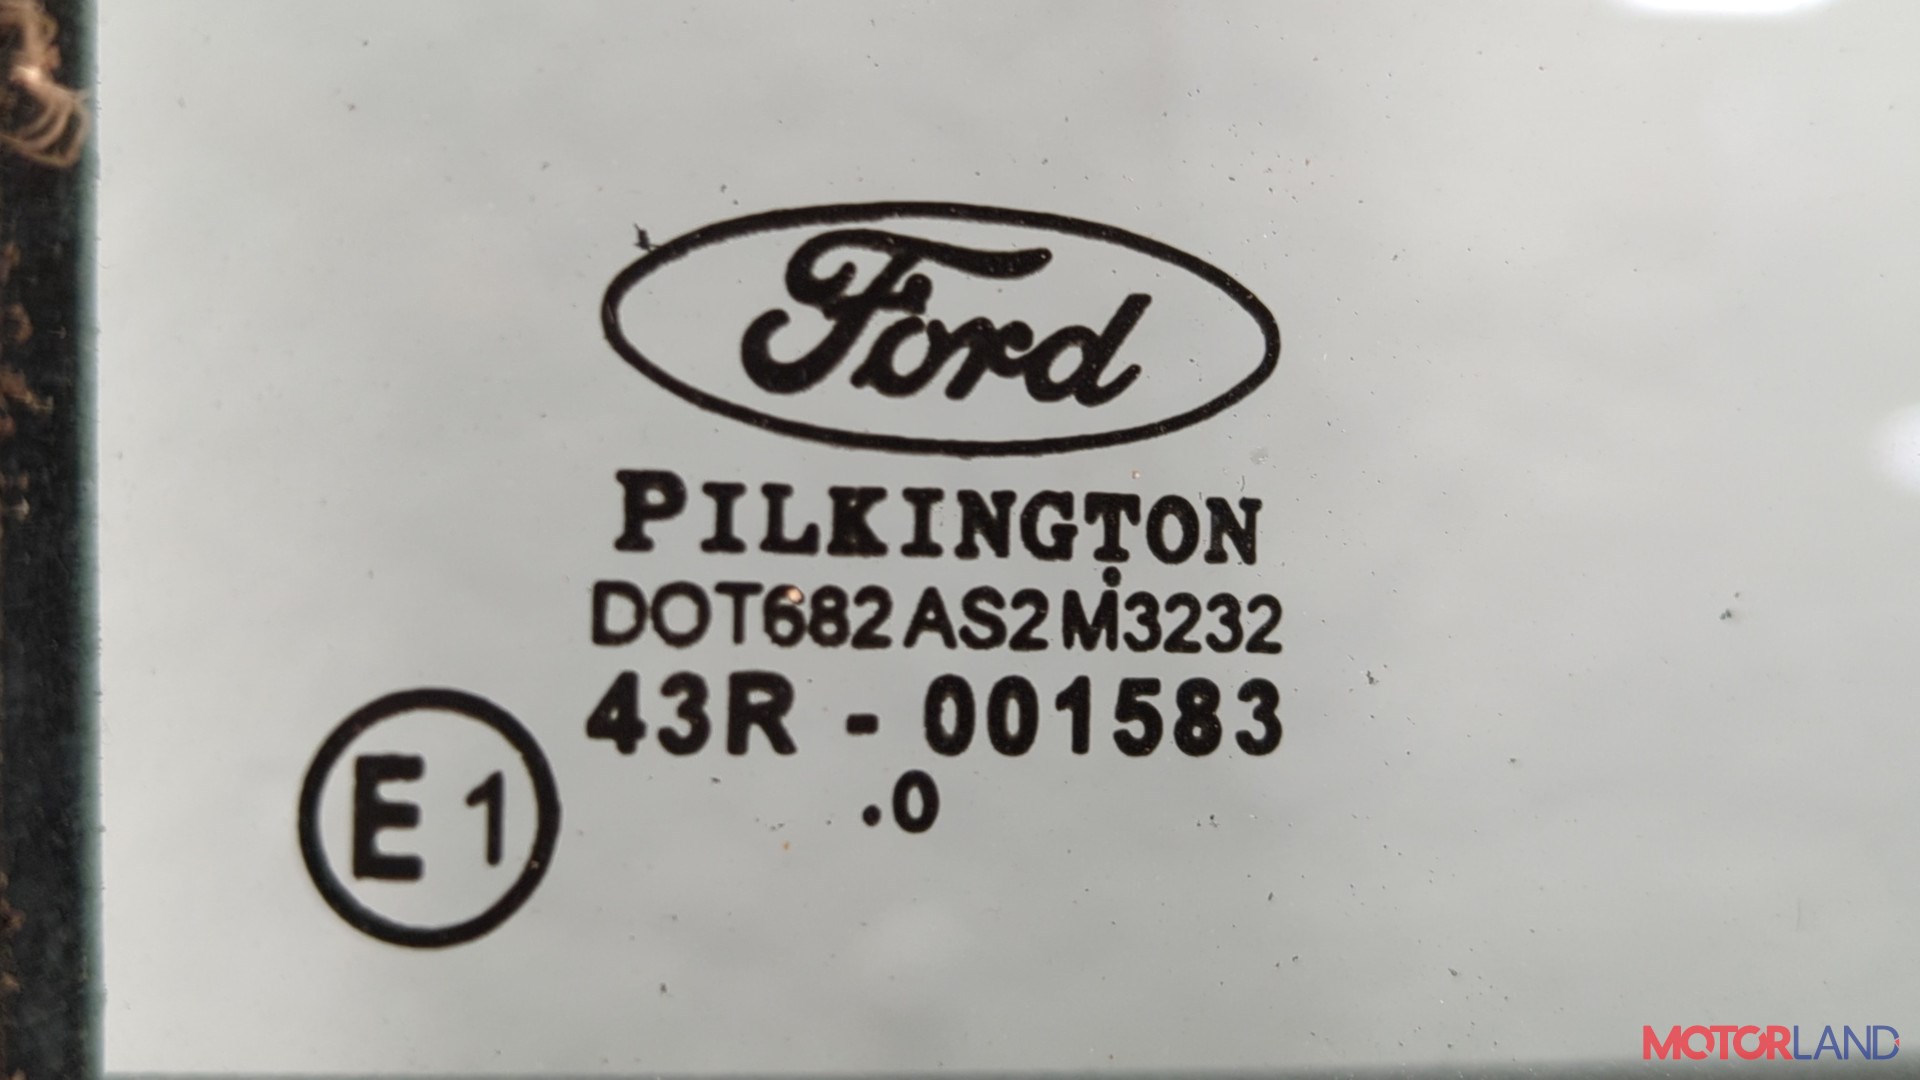 Ford
PILKINGTON
DOT682 AS2 M3232
43R - 001583
E1
.0
MOTORLAND